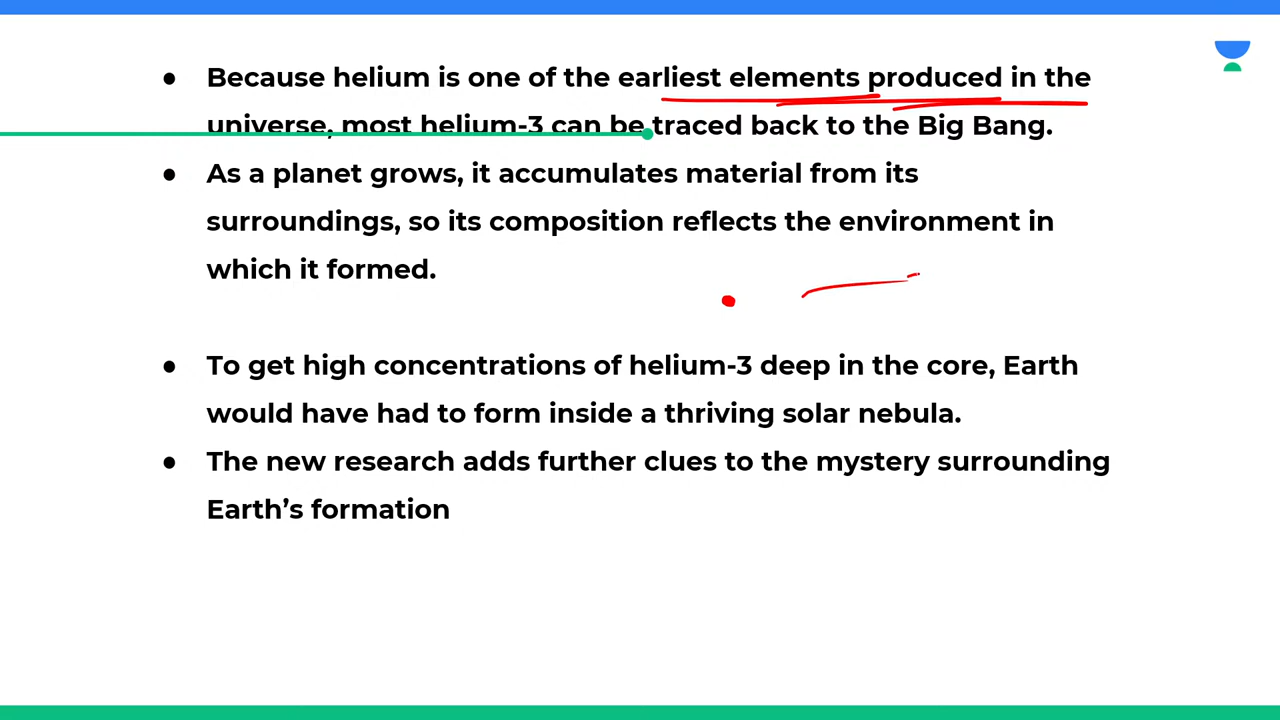 ● Because helium is one of the earliest elements produced in the
universe, most helium-3 can be traced back to the Big Bang.
● As a planet grows, it accumulates material from its
surroundings, so its composition reflects the environment in
which it formed.
● To get high concentrations of helium-3 deep in the core, Earth
would have had to form inside a thriving solar nebula.
● The new research adds further clues to the mystery surrounding
Earth’s formation